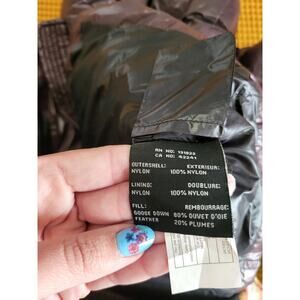 RN NO: 131823
CA NO: 42241
OUTERSHELL: EXTERIEUR:
NYLON 100% NYLON
LINING: DOUBLURE:
NYLON 100% NYLON
FILL: REMBOURRAGE:
GOOSE DOWN 80% DUVET D'OIE
FEATHER 20% PLUMES